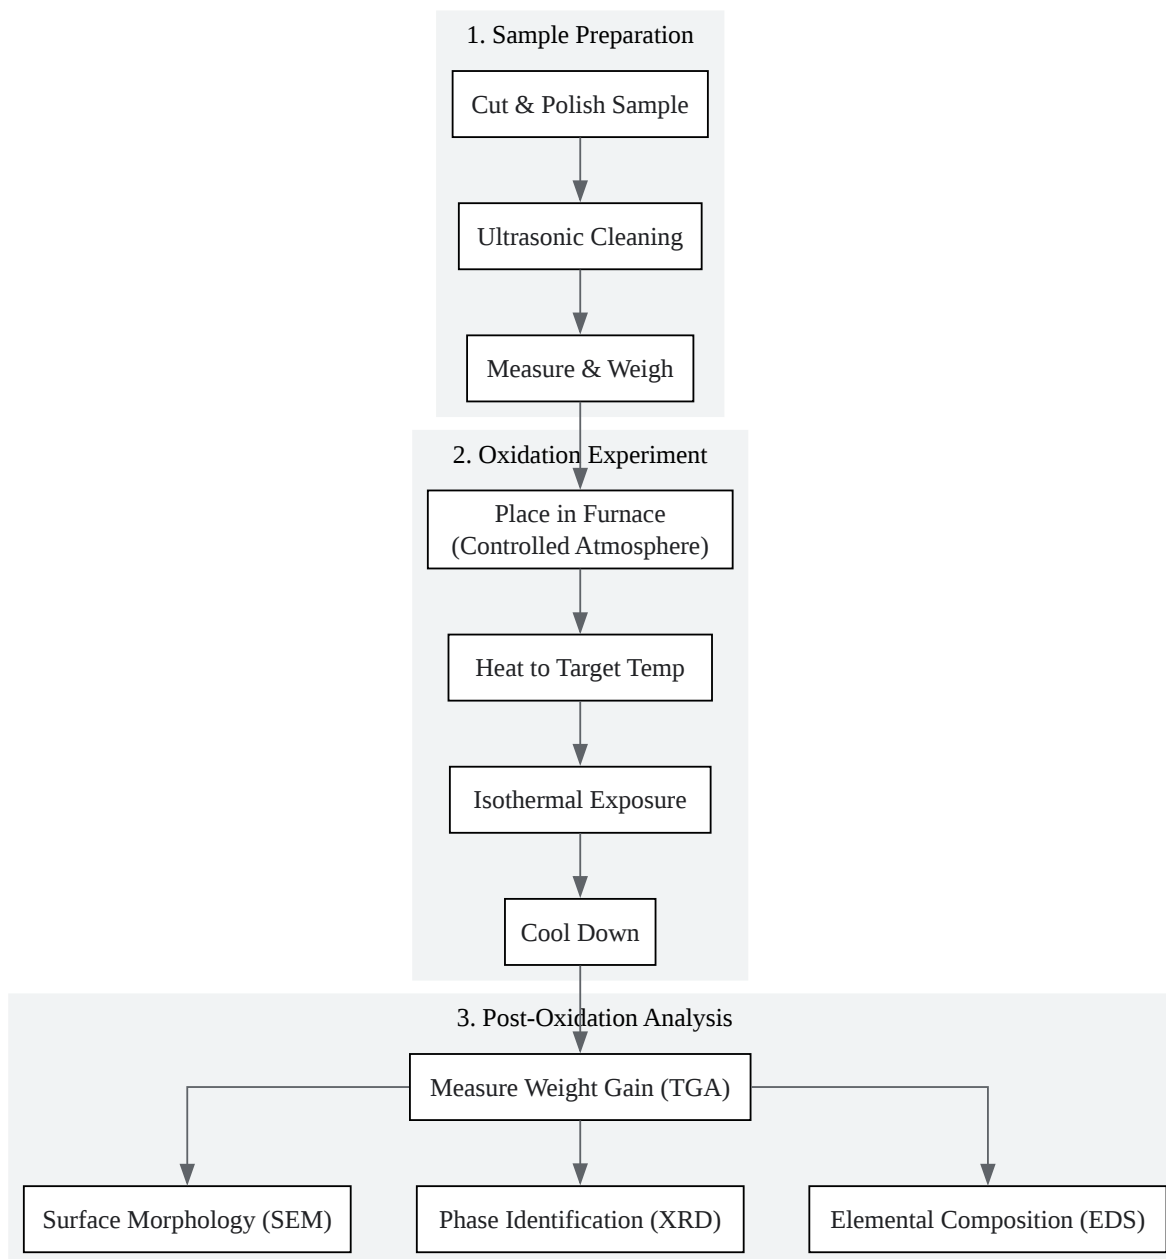 1. Sample Preparation
Cut & Polish Sample
Ultrasonic Cleaning
Measure & Weigh
2. Oxidation Experiment
Place in Furnace
(Controlled Atmosphere)
Heat to Target Temp
Isothermal Exposure
Cool Down
3. Post-Oxidation Analysis
Measure Weight Gain (TGA)
Surface Morphology (SEM)
Phase Identification (XRD)
Elemental Composition (EDS)